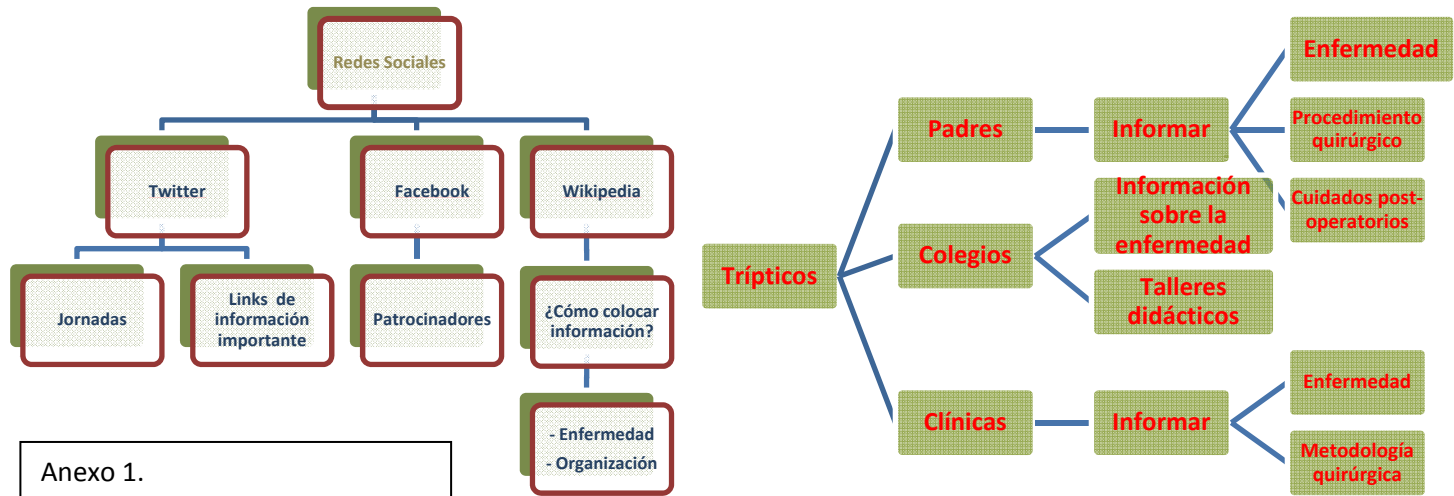 Redes Sociales
Twitter
Facebook
Wikipedia
Jornadas
Links de
información
importante
Patrocinadores
¿Cómo colocar
información?
- Enfermedad
- Organización
Anexo 1.
Trípticos
Padres
Informar
Enfermedad
Procedimiento
quirúrgico
Cuidados post-
operatorios
Colegios
Información
sobre la
enfermedad
Talleres
didácticos
Clínicas
Informar
Enfermedad
Metodología
quirúrgica